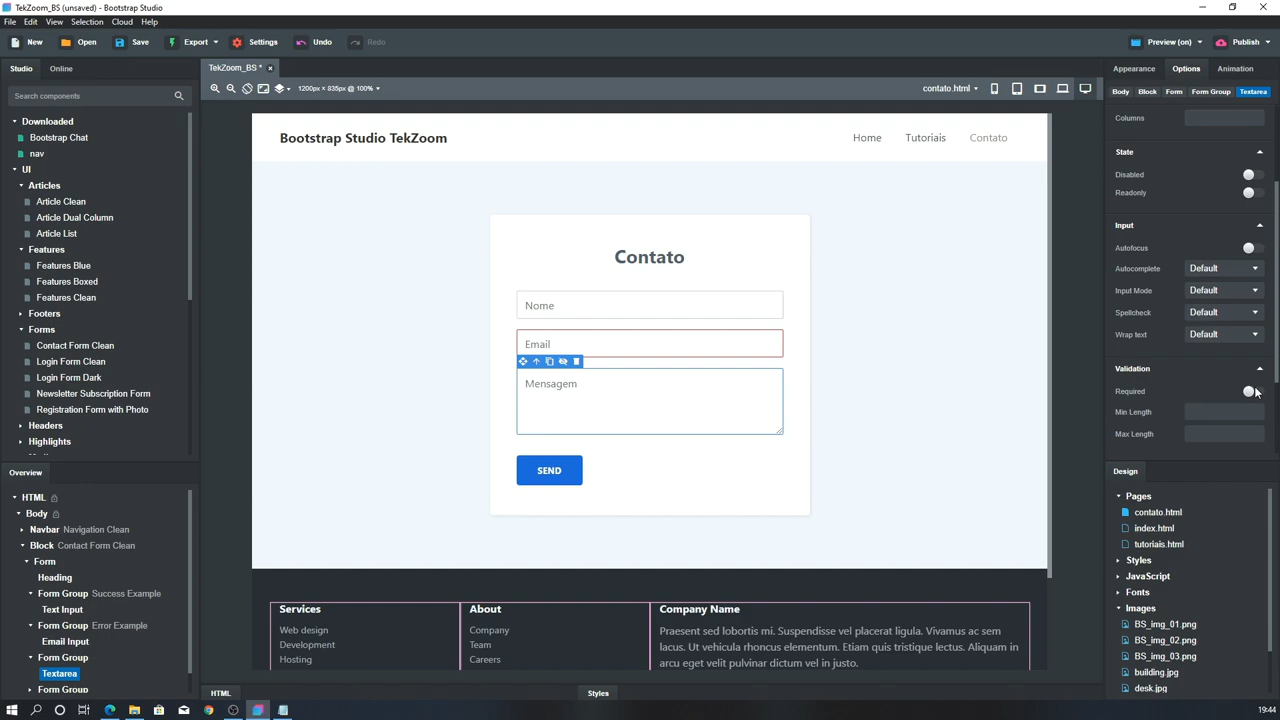 TekZoom_BS (unsaved) - Bootstrap Studio
File Edit View Selection Cloud Help
New Open Save Export Settings Undo Redo Preview (on) Publish
Studio Online
Search components
Downloaded
Bootstrap Chat
nav
UI
Articles
Article Clean
Article Dual Column
Article List
Features
Features Blue
Features Boxed
Features Clean
Footers
Forms
Contact Form Clean
Login Form Clean
Login Form Dark
Newsletter Subscription Form
Registration Form with Photo
Headers
Highlights
Overview
HTML
Body
Navbar Navigation Clean
Block Contact Form Clean
Form
Heading
Form Group Success Example
Text Input
Form Group Error Example
Email Input
Form Group
Textarea
Form Group
TekZoom_BS *
1200px × 835px @ 100%
contato.html
Bootstrap Studio TekZoom
Home Tutoriais Contato
Contato
Nome
Email
Mensagem
SEND
Services
Web design
Development
Hosting
About
Company
Team
Careers
Company Name
Praesent sed lobortis mi. Suspendisse vel placerat ligula. Vivamus ac sem
lacus. Ut vehicula rhoncus elementum. Etiam quis tristique lectus. Aliquam in
arcu eget velit pulvinar dictum vel in justo.
HTML Styles
Appearance Options Animation
Body Block Form Form Group Textarea
Columns
State
Disabled
Readonly
Input
Autofocus
Autocomplete Default
Input Mode Default
Spellcheck Default
Wrap text Default
Validation
Required
Min Length
Max Length
Design
Pages
contato.html
index.html
tutoriais.html
Styles
JavaScript
Fonts
Images
BS_img_01.png
BS_img_02.png
BS_img_03.png
building.jpg
desk.jpg
19:44